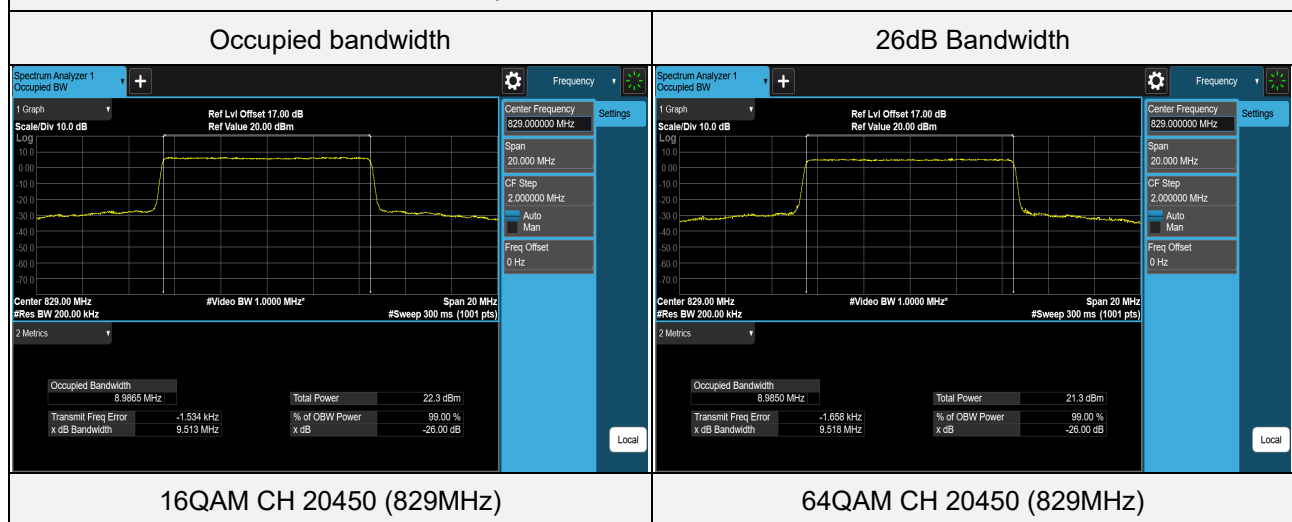 Occupied bandwidth
26dB Bandwidth
Spectrum Analyzer 1
Occupied BW
+
Frequency
1 Graph
Scale/Div 10.0 dB
Ref Lvl Offset 17.00 dB
Ref Value 20.00 dBm
Log
10.0
0.00
-10.0
-20.0
-30.0
-40.0
-50.0
-60.0
-70.0
Center 829.00 MHz
#Res BW 200.00 kHz
#Video BW 1.0000 MHz*
Span 20 MHz
#Sweep 300 ms (1001 pts)
Center Frequency
829.000000 MHz
Settings
Span
20.000 MHz
CF Step
2.000000 MHz
Auto
Man
Freq Offset
0 Hz
2 Metrics
Occupied Bandwidth
8.9865 MHz
Total Power 22.3 dBm
Transmit Freq Error -1.534 kHz
% of OBW Power 99.00 %
x dB Bandwidth 9.513 MHz
x dB -26.00 dB
Local
Spectrum Analyzer 1
Occupied BW
+
Frequency
1 Graph
Scale/Div 10.0 dB
Ref Lvl Offset 17.00 dB
Ref Value 20.00 dBm
Log
10.0
0.00
-10.0
-20.0
-30.0
-40.0
-50.0
-60.0
-70.0
Center 829.00 MHz
#Res BW 200.00 kHz
#Video BW 1.0000 MHz*
Span 20 MHz
#Sweep 300 ms (1001 pts)
Center Frequency
829.000000 MHz
Settings
Span
20.000 MHz
CF Step
2.000000 MHz
Auto
Man
Freq Offset
0 Hz
2 Metrics
Occupied Bandwidth
8.9850 MHz
Total Power 21.3 dBm
Transmit Freq Error -1.658 kHz
% of OBW Power 99.00 %
x dB Bandwidth 9.518 MHz
x dB -26.00 dB
Local
16QAM CH 20450 (829MHz)
64QAM CH 20450 (829MHz)